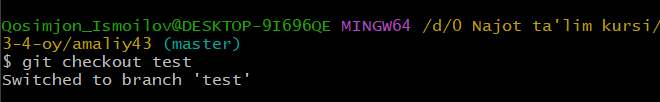 Qosimjon_Ismoilov@DESKTOP-9I696QE MINGW64 /d/0 Najot ta'lim kursi/
3-4-oy/amaliy43 (master)
$ git checkout test
Switched to branch 'test'